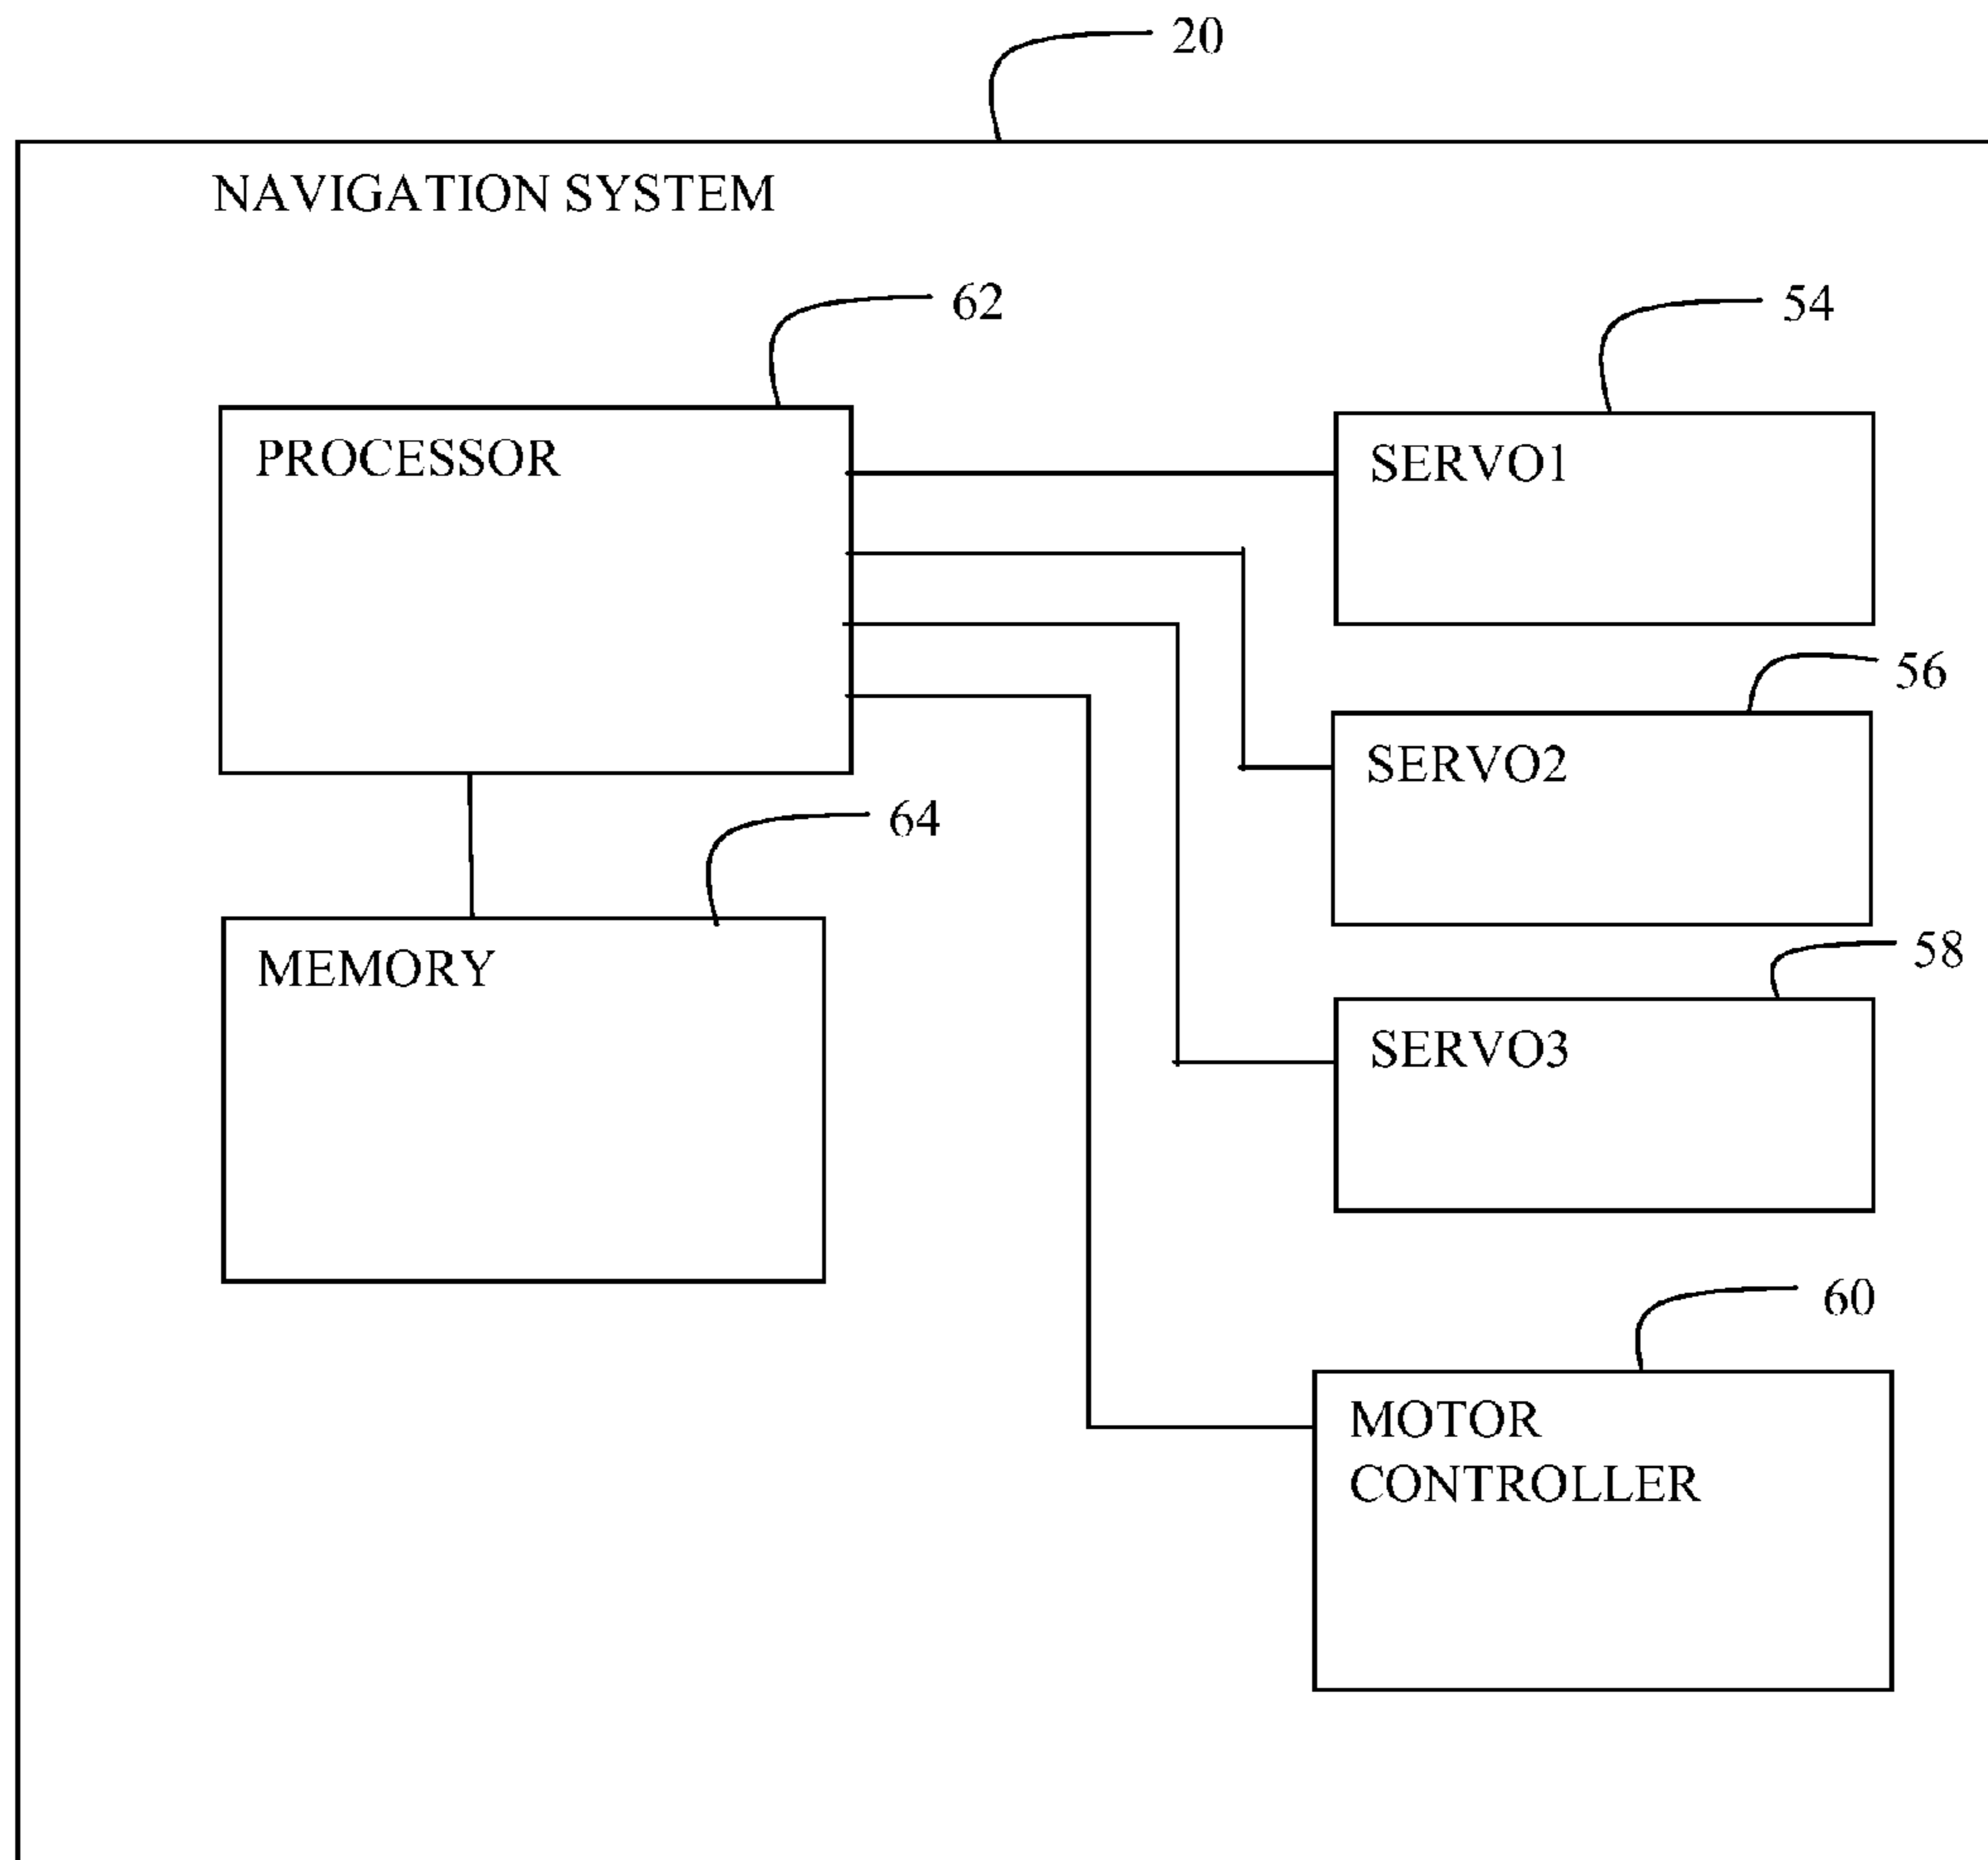 20
NAVIGATION SYSTEM
62
54
PROCESSOR
SERVO1
56
SERVO2
64
MEMORY
58
SERVO3
60
MOTOR
CONTROLLER